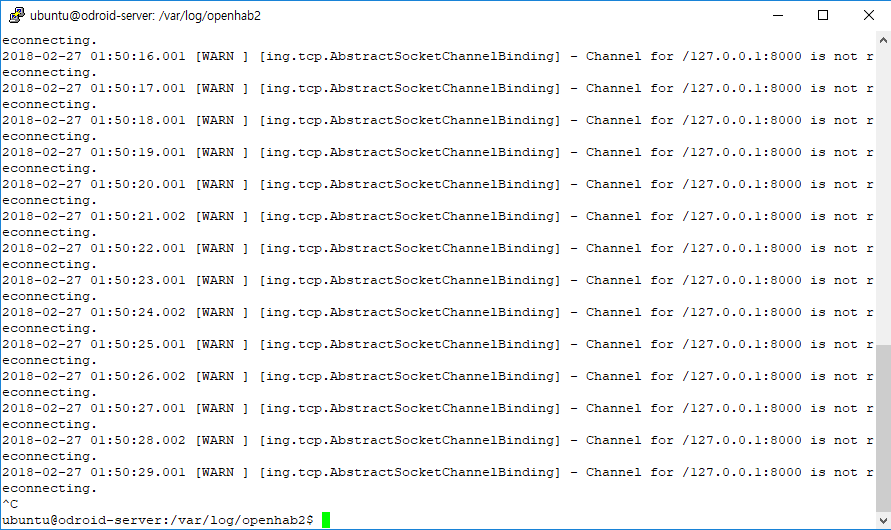 ubuntu@odroid-server: /var/log/openhab2
econnecting.
2018-02-27 01:50:16.001 [WARN ] [ing.tcp.AbstractSocketChannelBinding] - Channel for /127.0.0.1:8000 is not r
econnecting.
2018-02-27 01:50:17.001 [WARN ] [ing.tcp.AbstractSocketChannelBinding] - Channel for /127.0.0.1:8000 is not r
econnecting.
2018-02-27 01:50:18.001 [WARN ] [ing.tcp.AbstractSocketChannelBinding] - Channel for /127.0.0.1:8000 is not r
econnecting.
2018-02-27 01:50:19.001 [WARN ] [ing.tcp.AbstractSocketChannelBinding] - Channel for /127.0.0.1:8000 is not r
econnecting.
2018-02-27 01:50:20.001 [WARN ] [ing.tcp.AbstractSocketChannelBinding] - Channel for /127.0.0.1:8000 is not r
econnecting.
2018-02-27 01:50:21.002 [WARN ] [ing.tcp.AbstractSocketChannelBinding] - Channel for /127.0.0.1:8000 is not r
econnecting.
2018-02-27 01:50:22.001 [WARN ] [ing.tcp.AbstractSocketChannelBinding] - Channel for /127.0.0.1:8000 is not r
econnecting.
2018-02-27 01:50:23.001 [WARN ] [ing.tcp.AbstractSocketChannelBinding] - Channel for /127.0.0.1:8000 is not r
econnecting.
2018-02-27 01:50:24.002 [WARN ] [ing.tcp.AbstractSocketChannelBinding] - Channel for /127.0.0.1:8000 is not r
econnecting.
2018-02-27 01:50:25.001 [WARN ] [ing.tcp.AbstractSocketChannelBinding] - Channel for /127.0.0.1:8000 is not r
econnecting.
2018-02-27 01:50:26.002 [WARN ] [ing.tcp.AbstractSocketChannelBinding] - Channel for /127.0.0.1:8000 is not r
econnecting.
2018-02-27 01:50:27.001 [WARN ] [ing.tcp.AbstractSocketChannelBinding] - Channel for /127.0.0.1:8000 is not r
econnecting.
2018-02-27 01:50:28.002 [WARN ] [ing.tcp.AbstractSocketChannelBinding] - Channel for /127.0.0.1:8000 is not r
econnecting.
2018-02-27 01:50:29.001 [WARN ] [ing.tcp.AbstractSocketChannelBinding] - Channel for /127.0.0.1:8000 is not r
econnecting.
^C
ubuntu@odroid-server:/var/log/openhab2$